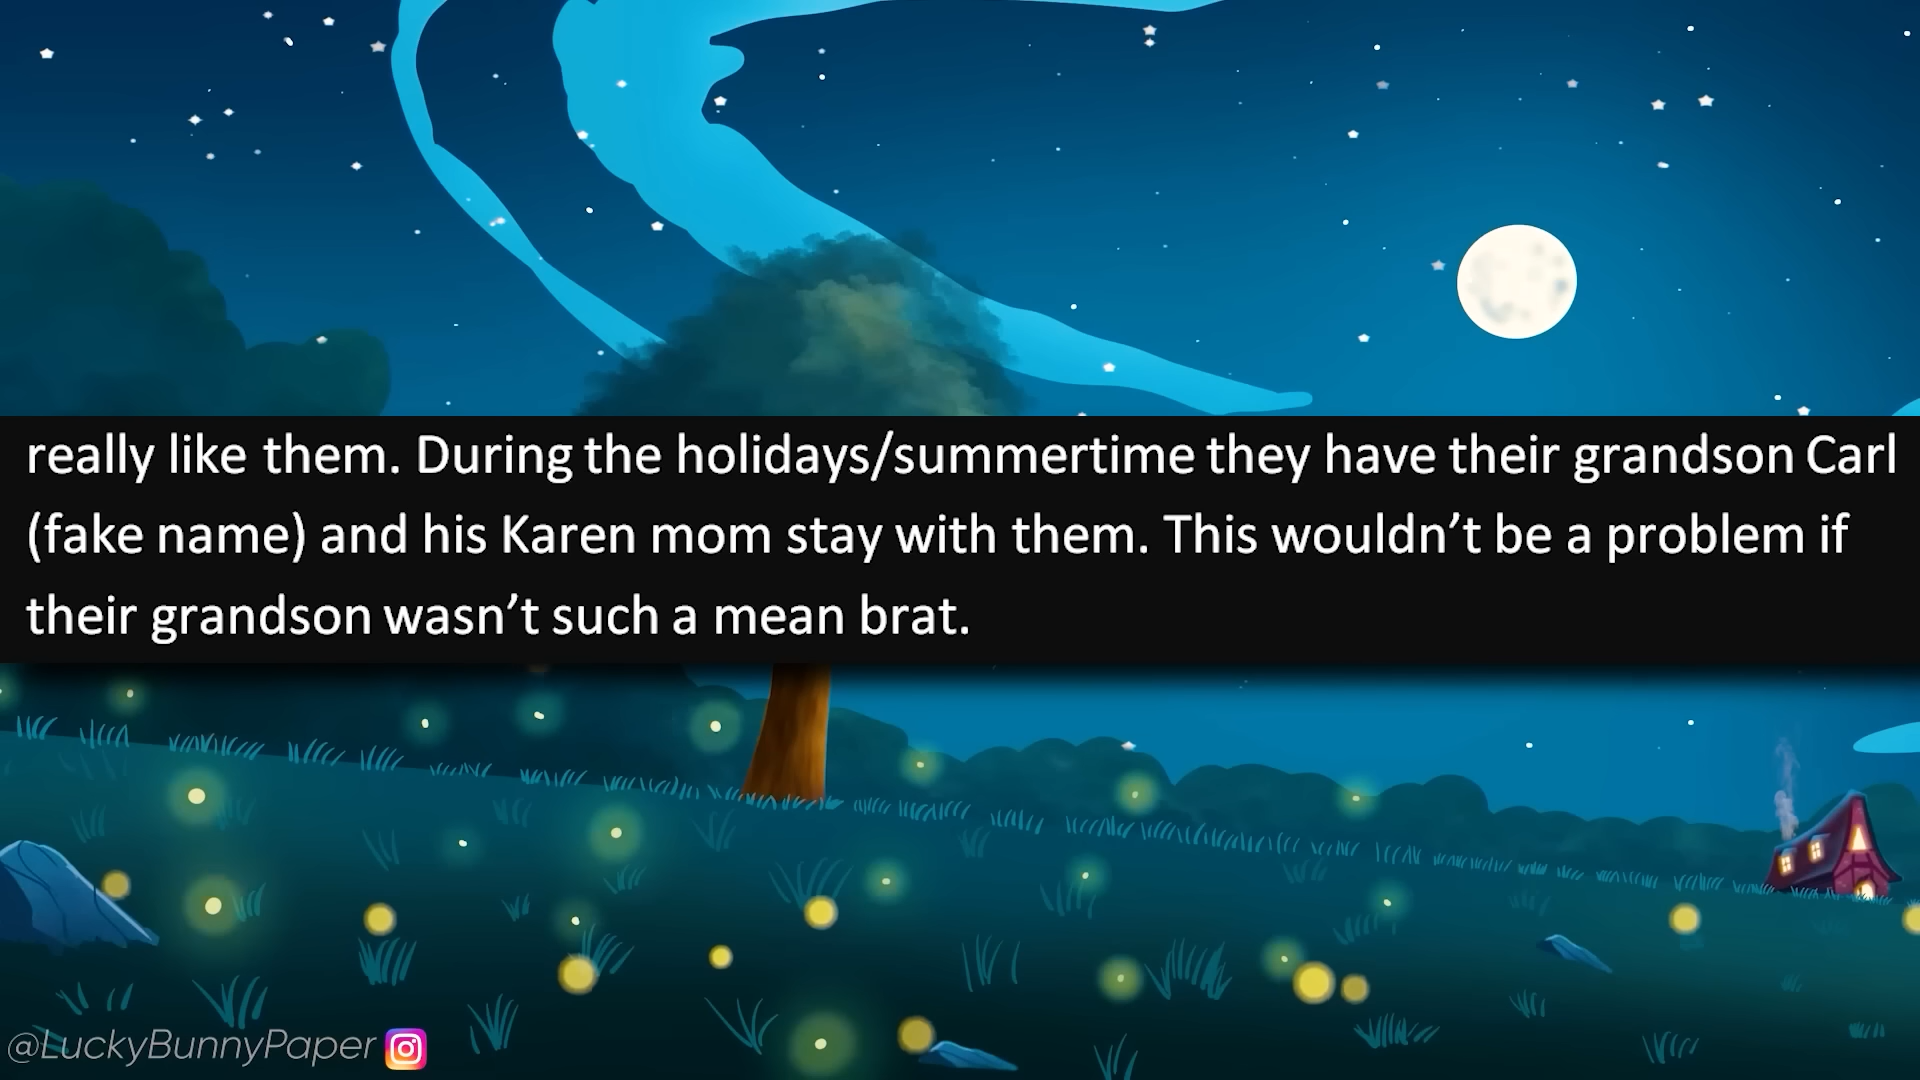 really like them. During the holidays/summertime they have their grandson Carl
(fake name) and his Karen mom stay with them. This wouldn’t be a problem if
their grandson wasn’t such a mean brat.
@LuckyBunnyPaper